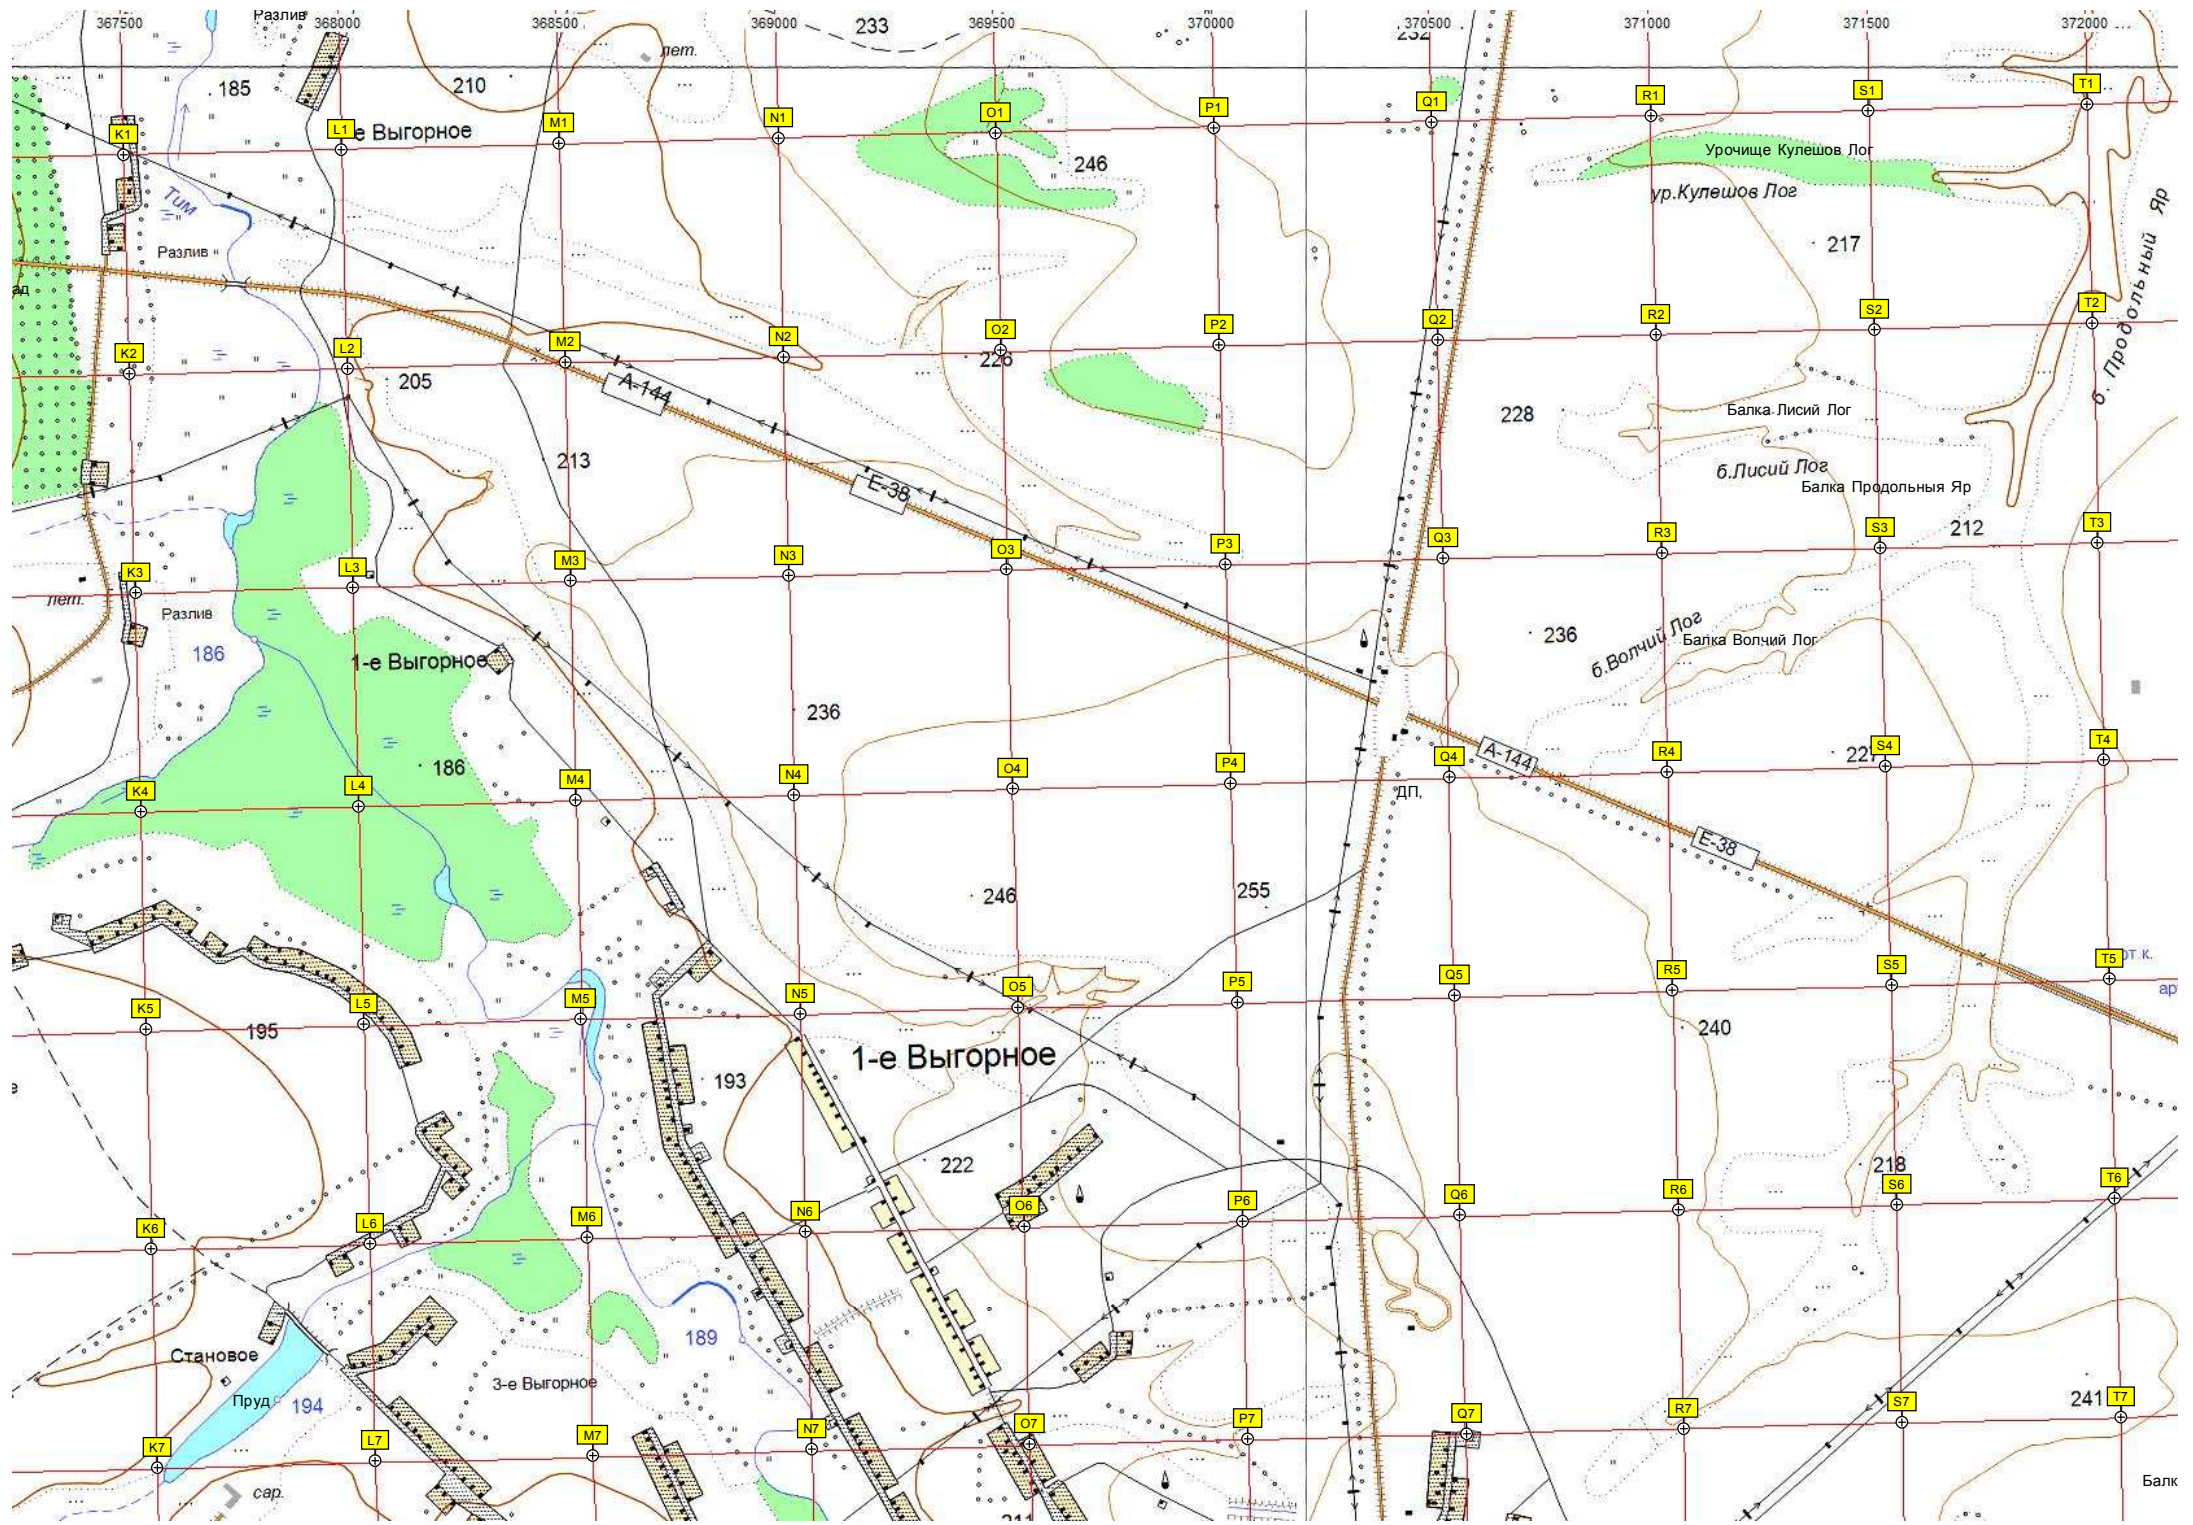 367500 368000 368500 369000 369500 370000 370500 371000 371500 372000
Разлив
233
232
лет.
185
210
K1 L1 M1 N1 O1 P1 Q1 R1 S1 T1
е Выгорное
246
Урочище Кулешов Лог
ур.Кулешов Лог
Тим
Разлив
217
б. Продольный Яр
ад
K2 L2 M2 N2 O2 P2 Q2 R2 S2 T2
226
205
А-144
228
Балка Лисий Лог
213
б.Лисий Лог
Е-38
Балка Продольныя Яр
212
K3 L3 M3 N3 O3 P3 Q3 R3 S3 T3
лет.
Разлив
186
1-е Выгорное
236
б.Волчий Лог
Балка Волчий Лог
236
186
А-144
227
K4 L4 M4 N4 O4 P4 Q4 R4 S4 T4
ДП,
Е-38
246
255
от.к.
ар
K5 L5 M5 N5 O5 P5 Q5 R5 S5 T5
195
240
1-е Выгорное
193
е
222
218
K6 L6 M6 N6 O6 P6 Q6 R6 S6 T6
189
Становое
3-е Выгорное
Пруд
194
241
K7 L7 M7 N7 O7 P7 Q7 R7 S7 T7
сар.
211
Балк